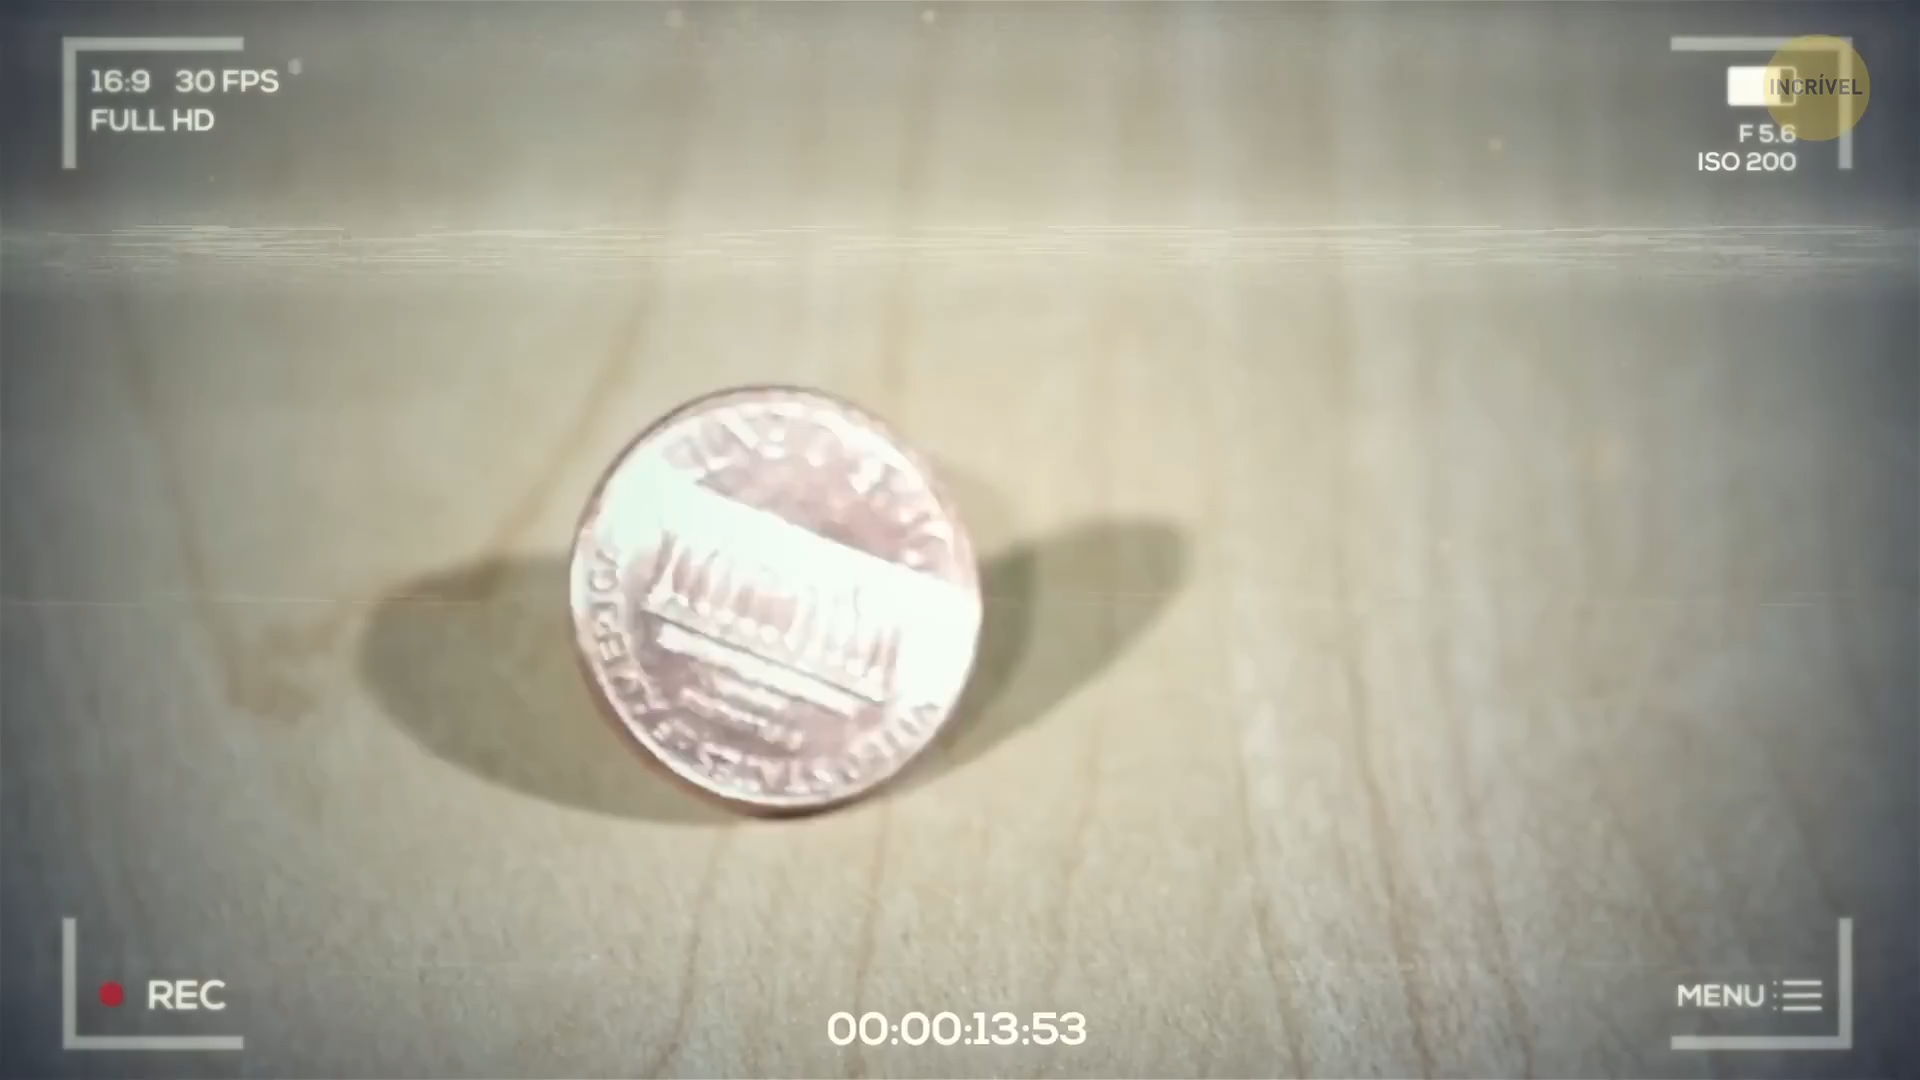 16:9 30 FPS
FULL HD
INCRÍVEL
F 5.6
ISO 200
REC
00:00:13:53
MENU